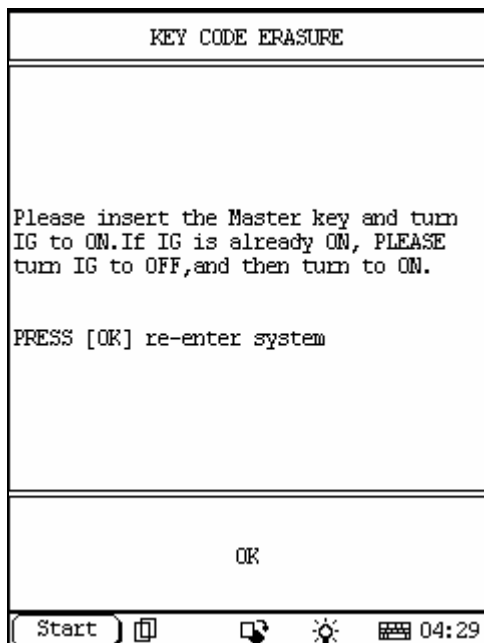 KEY CODE ERASURE
Please insert the Master key and turn
IG to ON.If IG is already ON, PLEASE
turn IG to OFF,and then turn to ON.
PRESS [OK] re-enter system
OK
Start 04:29